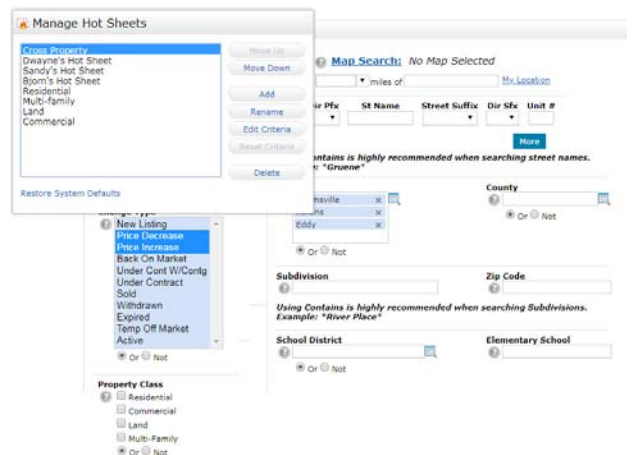 Manage Hot Sheets
Cross Property
Dwayne's Hot Sheet
Sandy's Hot Sheet
Bjorn's Hot Sheet
Residential
Multi-family
Land
Commercial
Move Up
Move Down
Add
Rename
Edit Criteria
Reset Criteria
Delete
Restore System Defaults
Map Search: No Map Selected
miles of
My Location
Dir Pfx St Name Street Suffix Dir Sfx Unit #
More
Contains is highly recommended when searching street names.
"*Gruene"
County
Eddy
Or Not
Or Not
Change Type
New Listing
Price Decrease
Price Increase
Back On Market
Under Cont W/Contg
Under Contract
Sold
Withdrawn
Expired
Temp Off Market
Active
Or Not
Subdivision
Zip Code
Using Contains is highly recommended when searching Subdivisions.
Example: "*River Place"
School District
Elementary School
Or Not
Property Class
Residential
Commercial
Land
Multi-Family
Or Not